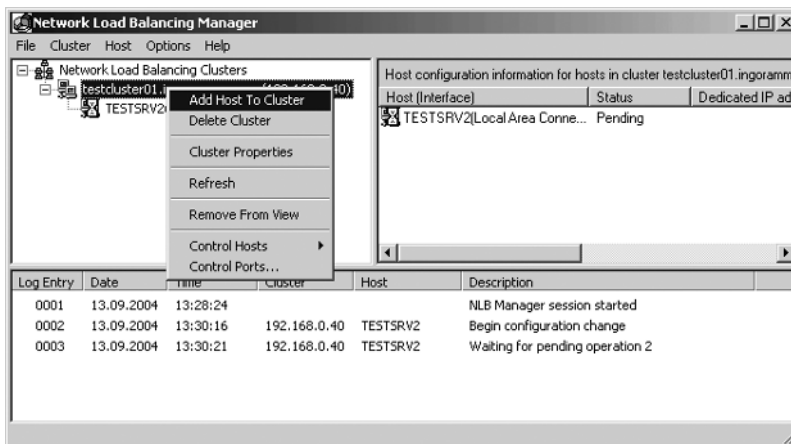 Network Load Balancing Manager
File Cluster Host Options Help
Network Load Balancing Clusters
testcluster01.i
TESTSRV2
Add Host To Cluster
Delete Cluster
Cluster Properties
Refresh
Remove From View
Control Hosts
Control Ports...
Host configuration information for hosts in cluster testcluster01.ingoramm
Host (Interface) Status Dedicated IP ad
TESTSRV2(Local Area Conne... Pending
Log Entry Date Time Cluster Host Description
0001 13.09.2004 13:28:24 NLB Manager session started
0002 13.09.2004 13:30:16 192.168.0.40 TESTSRV2 Begin configuration change
0003 13.09.2004 13:30:21 192.168.0.40 TESTSRV2 Waiting for pending operation 2